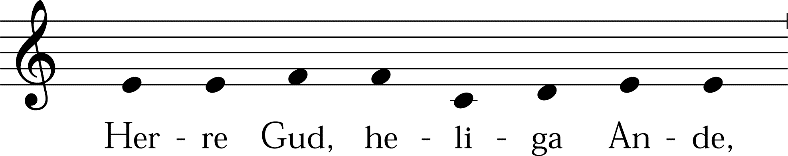 Her - re Gud, he - li - ga An - de,